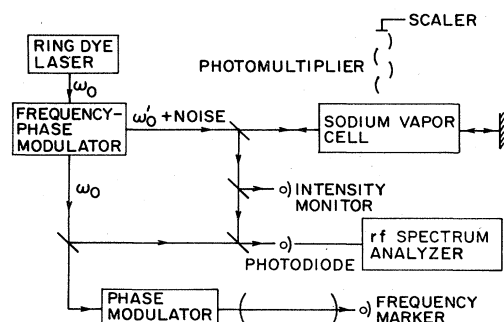 SCALER
RING DYE
LASER
PHOTOMULTIPLIER
ω₀
FREQUENCY-
PHASE
MODULATOR
ω₀′ + NOISE
SODIUM VAPOR
CELL
ω₀
INTENSITY
MONITOR
PHOTODIODE
rf SPECTRUM
ANALYZER
PHASE
MODULATOR
FREQUENCY
MARKER